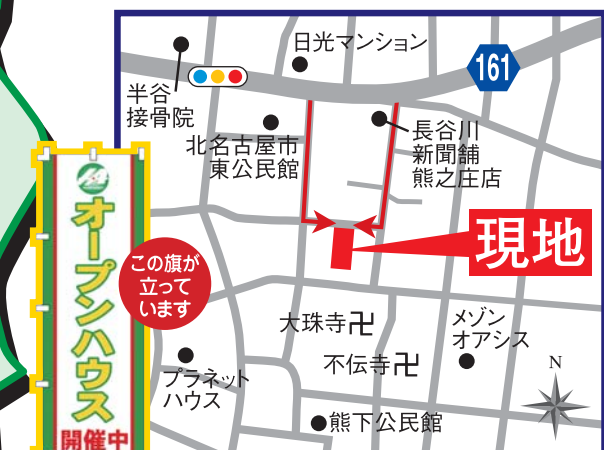 日光マンション
161
半谷
接骨院
北名古屋市
東公民館
長谷川
新聞舗
熊之庄店
現地
オープンハウス
開催中
この旗が
立って
います
大珠寺卍
メゾン
オアシス
不伝寺卍
プラネット
ハウス
熊下公民館
N